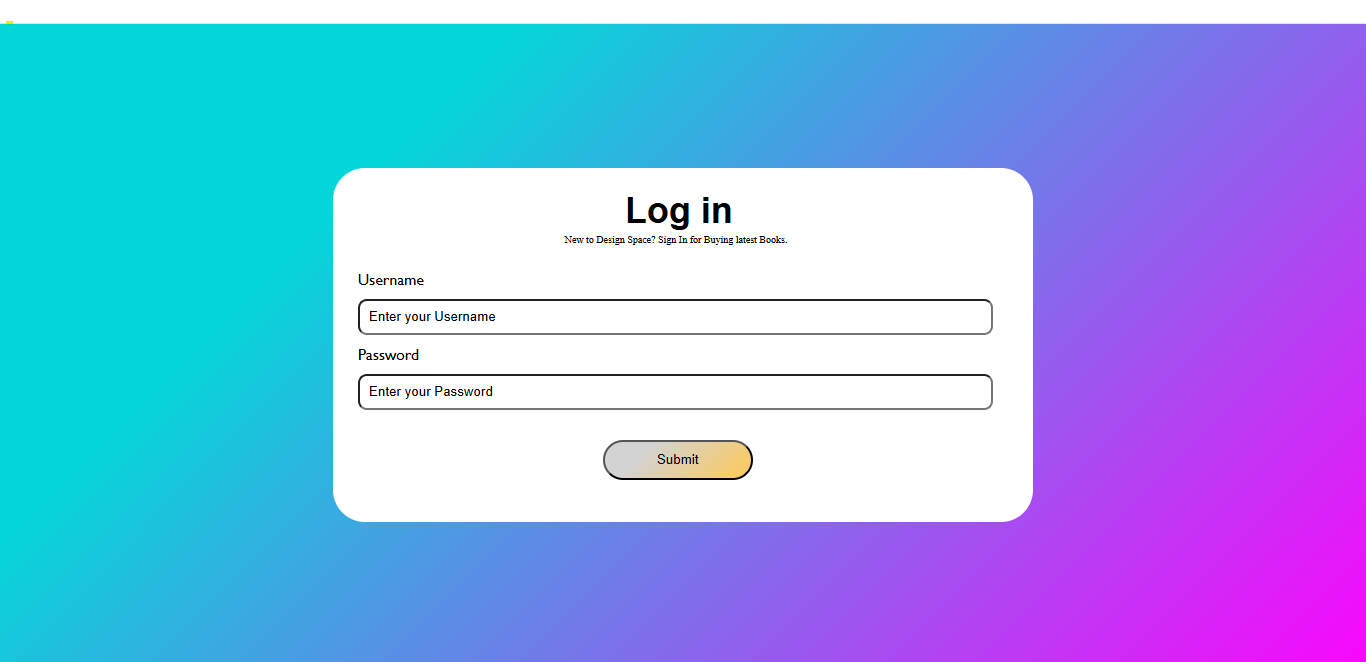 Log in
New to Design Space? Sign In for Buying latest Books.
Username
Enter your Username
Password
Enter your Password
Submit